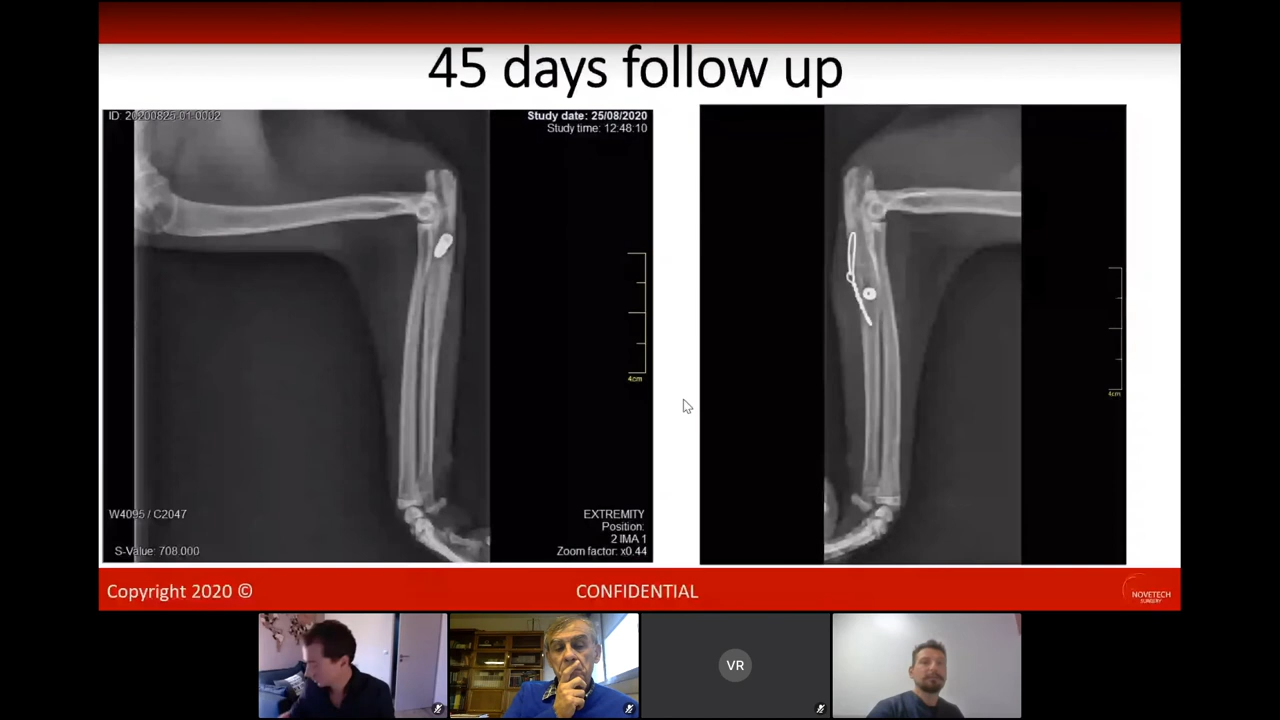 45 days follow up
ID: 20200825-01-0002
Study date: 25/08/2020
Study time: 12:48:10
4cm
4cm
W4095 / C2047
S-Value: 708.000
EXTREMITY
Position:
2 IMA 1
Zoom factor: x0.44
Copyright 2020 ©
CONFIDENTIAL
NOVETECH
SURGERY
VR